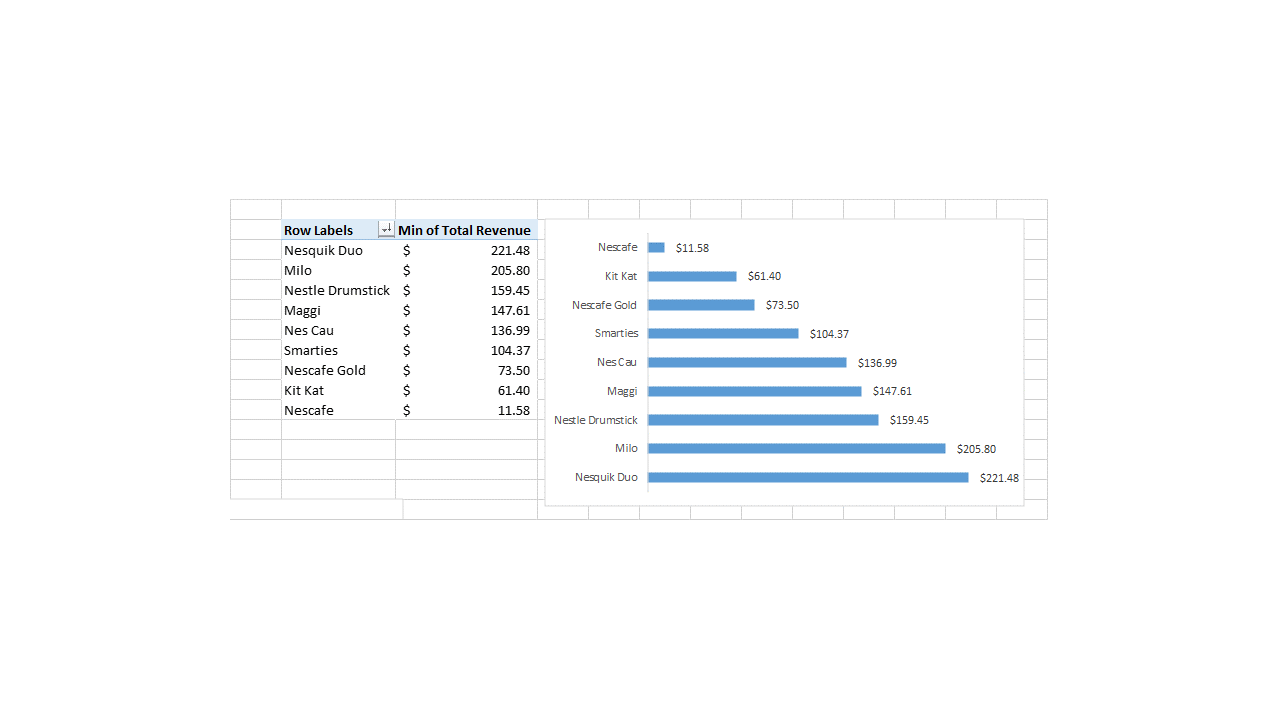 Row Labels Min of Total Revenue
Nesquik Duo $ 221.48
Milo $ 205.80
Nestle Drumstick $ 159.45
Maggi $ 147.61
Nes Cau $ 136.99
Smarties $ 104.37
Nescafe Gold $ 73.50
Kit Kat $ 61.40
Nescafe $ 11.58
Nescafe $11.58
Kit Kat $61.40
Nescafe Gold $73.50
Smarties $104.37
Nes Cau $136.99
Maggi $147.61
Nestle Drumstick $159.45
Milo $205.80
Nesquik Duo $221.48